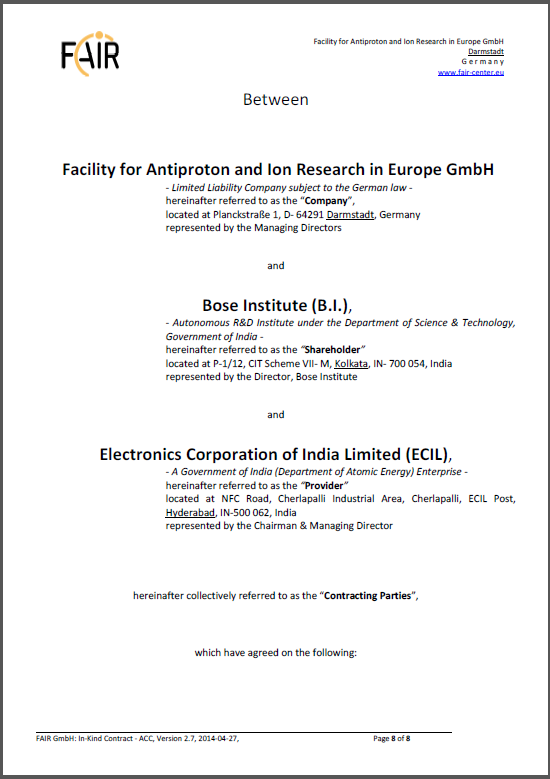 FAIR
Facility for Antiproton and Ion Research in Europe GmbH
Darmstadt
Germany
www.fair-center.eu
Between
Facility for Antiproton and Ion Research in Europe GmbH
- Limited Liability Company subject to the German law -
hereinafter referred to as the “Company”,
located at Planckstraße 1, D- 64291 Darmstadt, Germany
represented by the Managing Directors
and
Bose Institute (B.I.),
- Autonomous R&D Institute under the Department of Science & Technology,
Government of India -
hereinafter referred to as the “Shareholder”
located at P-1/12, CIT Scheme VII- M, Kolkata, IN- 700 054, India
represented by the Director, Bose Institute
and
Electronics Corporation of India Limited (ECIL),
- A Government of India (Department of Atomic Energy) Enterprise -
hereinafter referred to as the “Provider”
located at NFC Road, Cherlapalli Industrial Area, Cherlapalli, ECIL Post,
Hyderabad, IN-500 062, India
represented by the Chairman & Managing Director
hereinafter collectively referred to as the “Contracting Parties”,
which have agreed on the following:
FAIR GmbH: In-Kind Contract - ACC, Version 2.7, 2014-04-27, Page 8 of 8